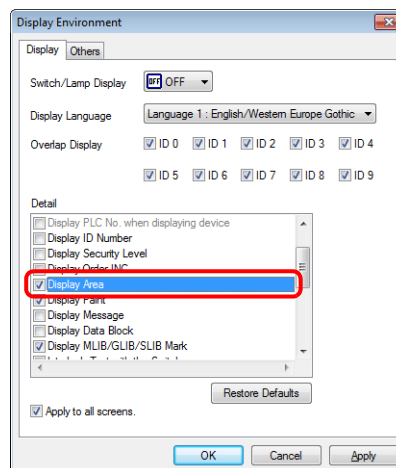 Display Environment
Display Others
Switch/Lamp Display OFF OFF
Display Language Language 1 : English/Western Europe Gothic
Overlap Display ID 0 ID 1 ID 2 ID 3 ID 4
ID 5 ID 6 ID 7 ID 8 ID 9
Detail
Display PLC No. when displaying device
Display ID Number
Display Security Level
Display Order INC
Display Area
Display Paint
Display Message
Display Data Block
Display MLIB/GLIB/SLIB Mark
Restore Defaults
Apply to all screens.
OK Cancel Apply